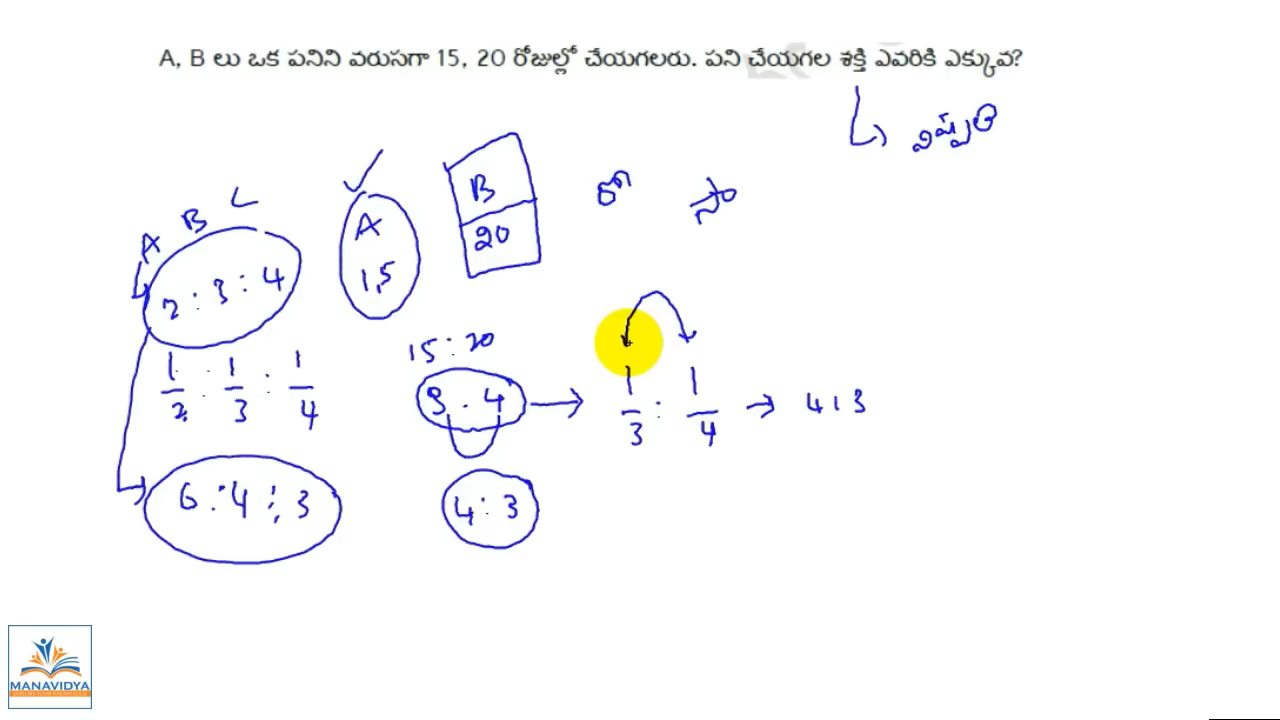 A, B లు ఒక పనిని వరుసగా 15, 20 రోజుల్లో చేయగలరు. పని చేయగల శక్తి ఎవరికి ఎక్కువ?
నిష్పత్తి
A B C
2 : 3 : 4
A
15
B
20
రో
సా
1/2 : 1/3 : 1/4
6 : 4 : 3
15 : 20
3 : 4
1/3 : 1/4 → 4 : 3
4 : 3
MANAVIDYA